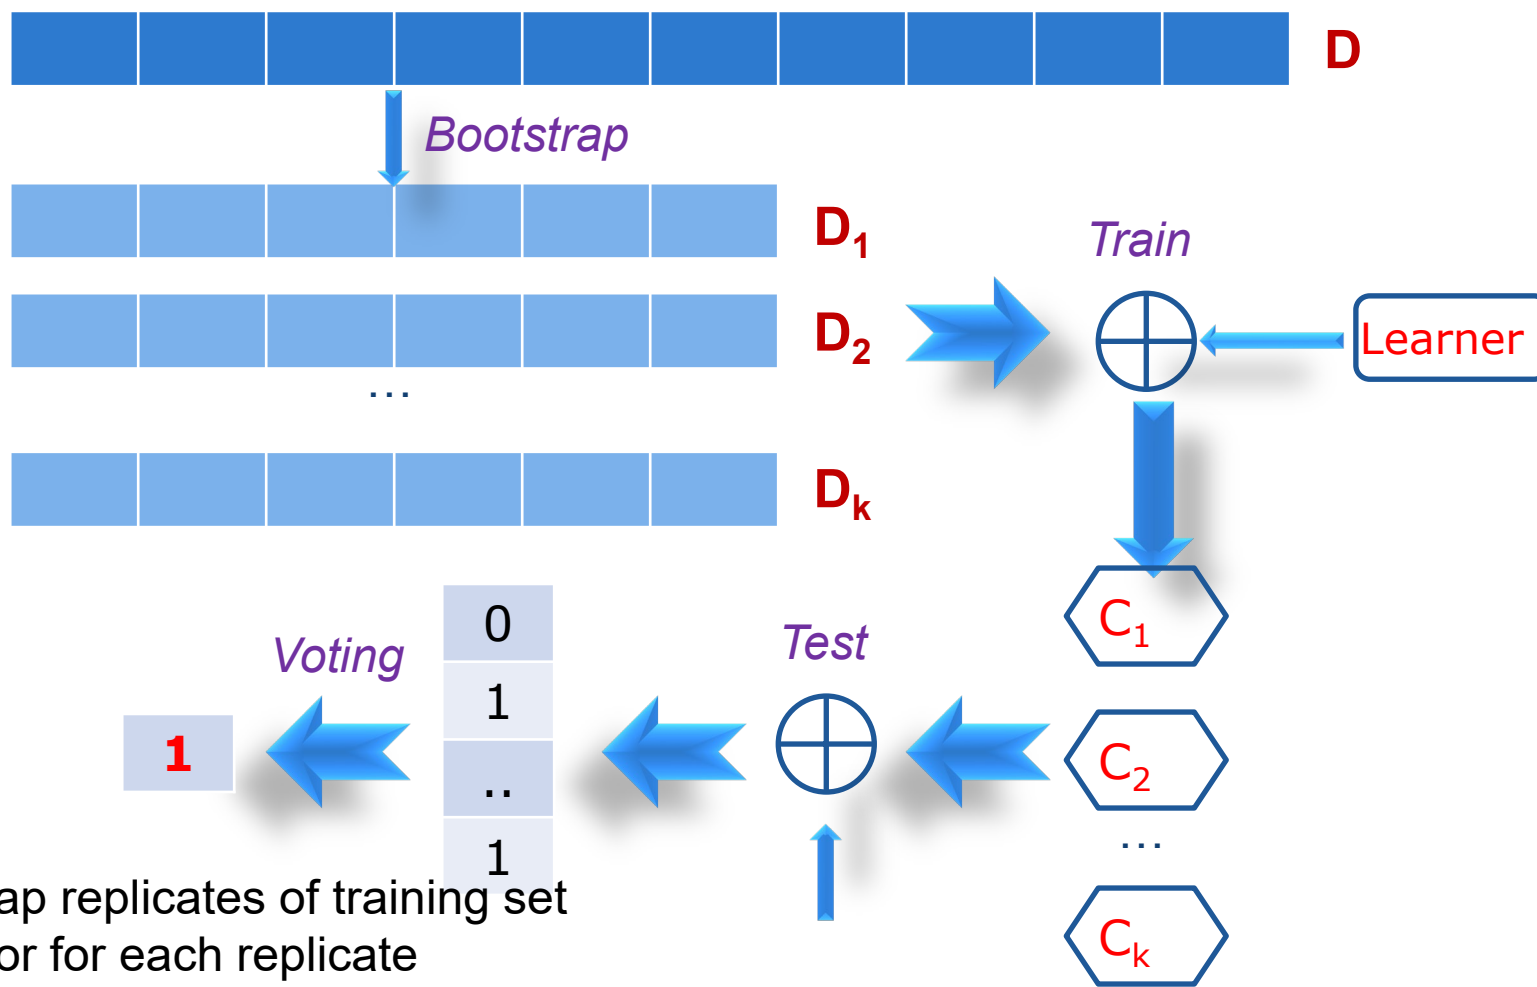 D
Bootstrap
D₁
Train
D₂
Learner
...
Dₖ
C₁
0
Test
Voting
1
1
C₂
..
...
1
ap replicates of training set
Cₖ
or for each replicate